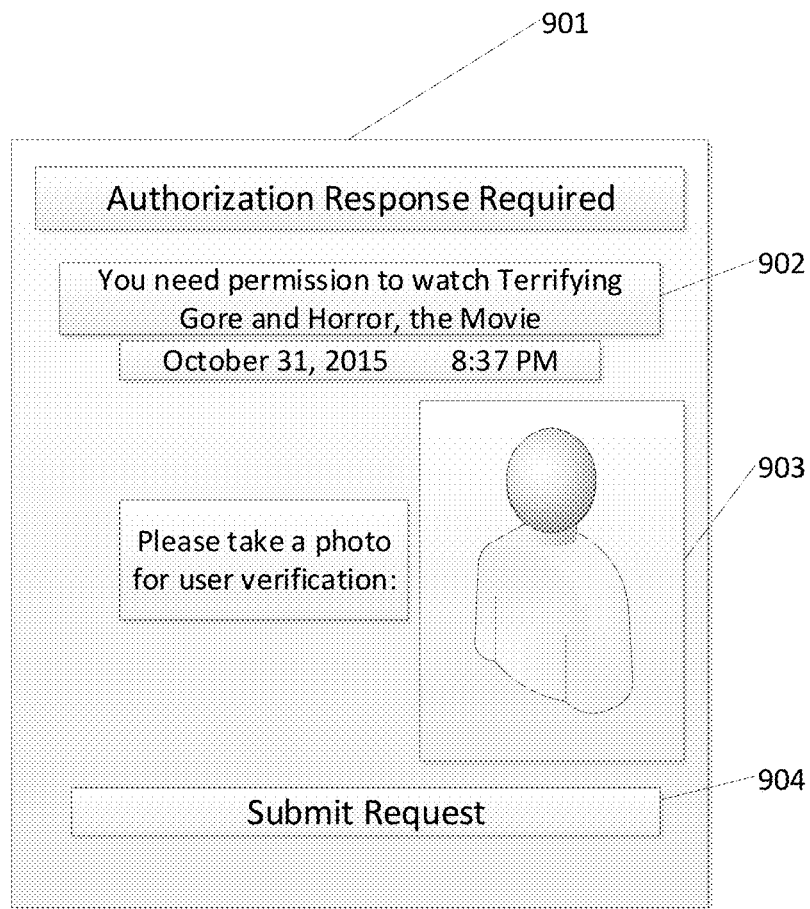 901
Authorization Response Required
You need permission to watch Terrifying
Gore and Horror, the Movie
902
October 31, 2015 8:37 PM
903
Please take a photo
for user verification:
904
Submit Request